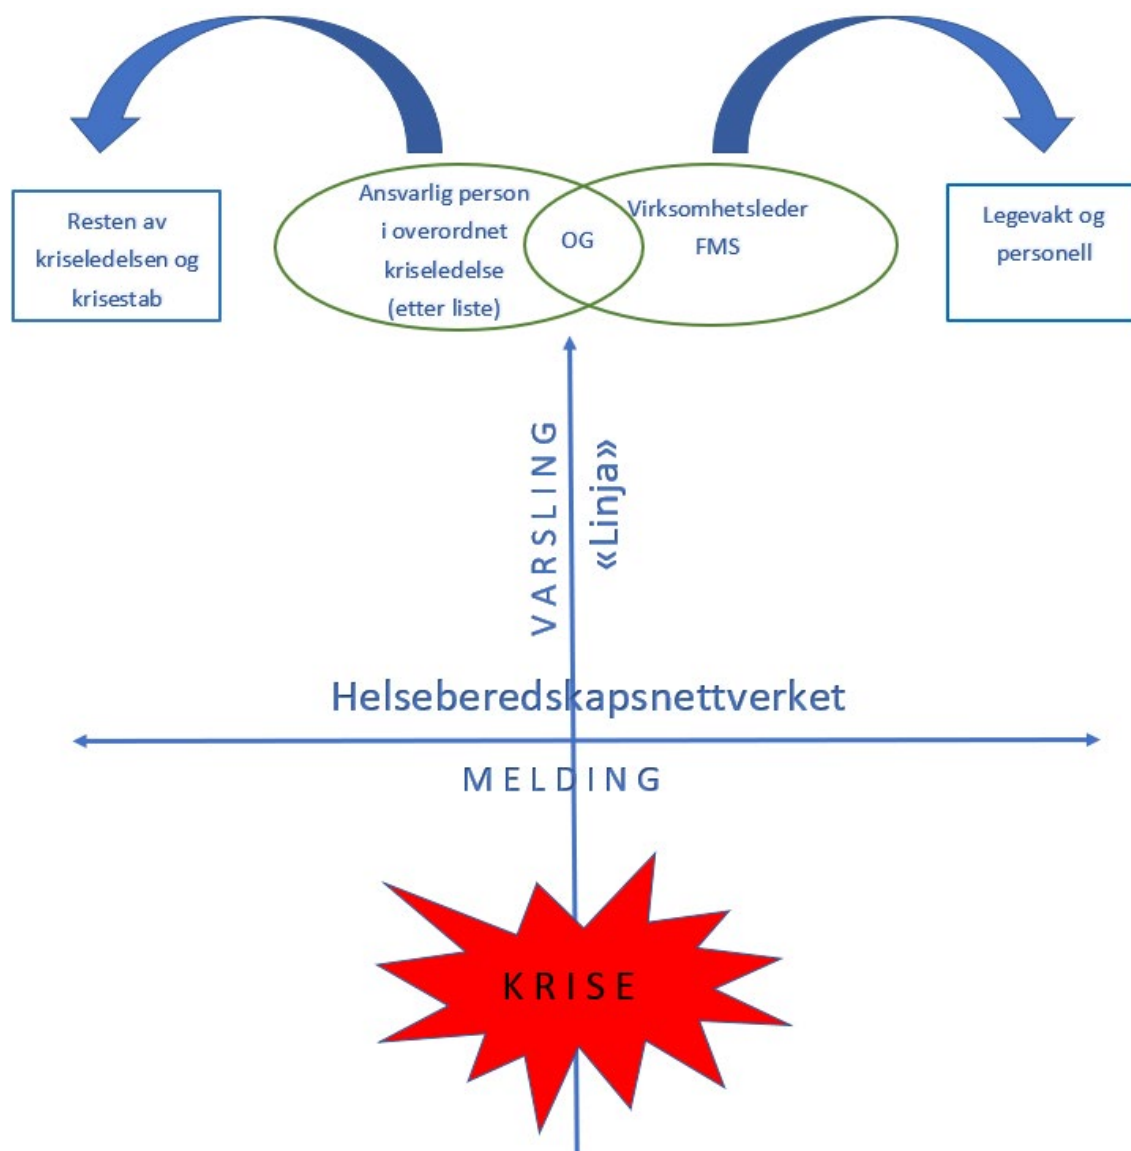 Resten av
kriseledelsen og
krisestab
Ansvarlig person
i overordnet
kriseledelse
(etter liste)
OG
Virksomhetsleder
FMS
Legevakt og
personell
VARSLING
«Linja»
Helseberedskapsnettverket
MELDING
KRISE